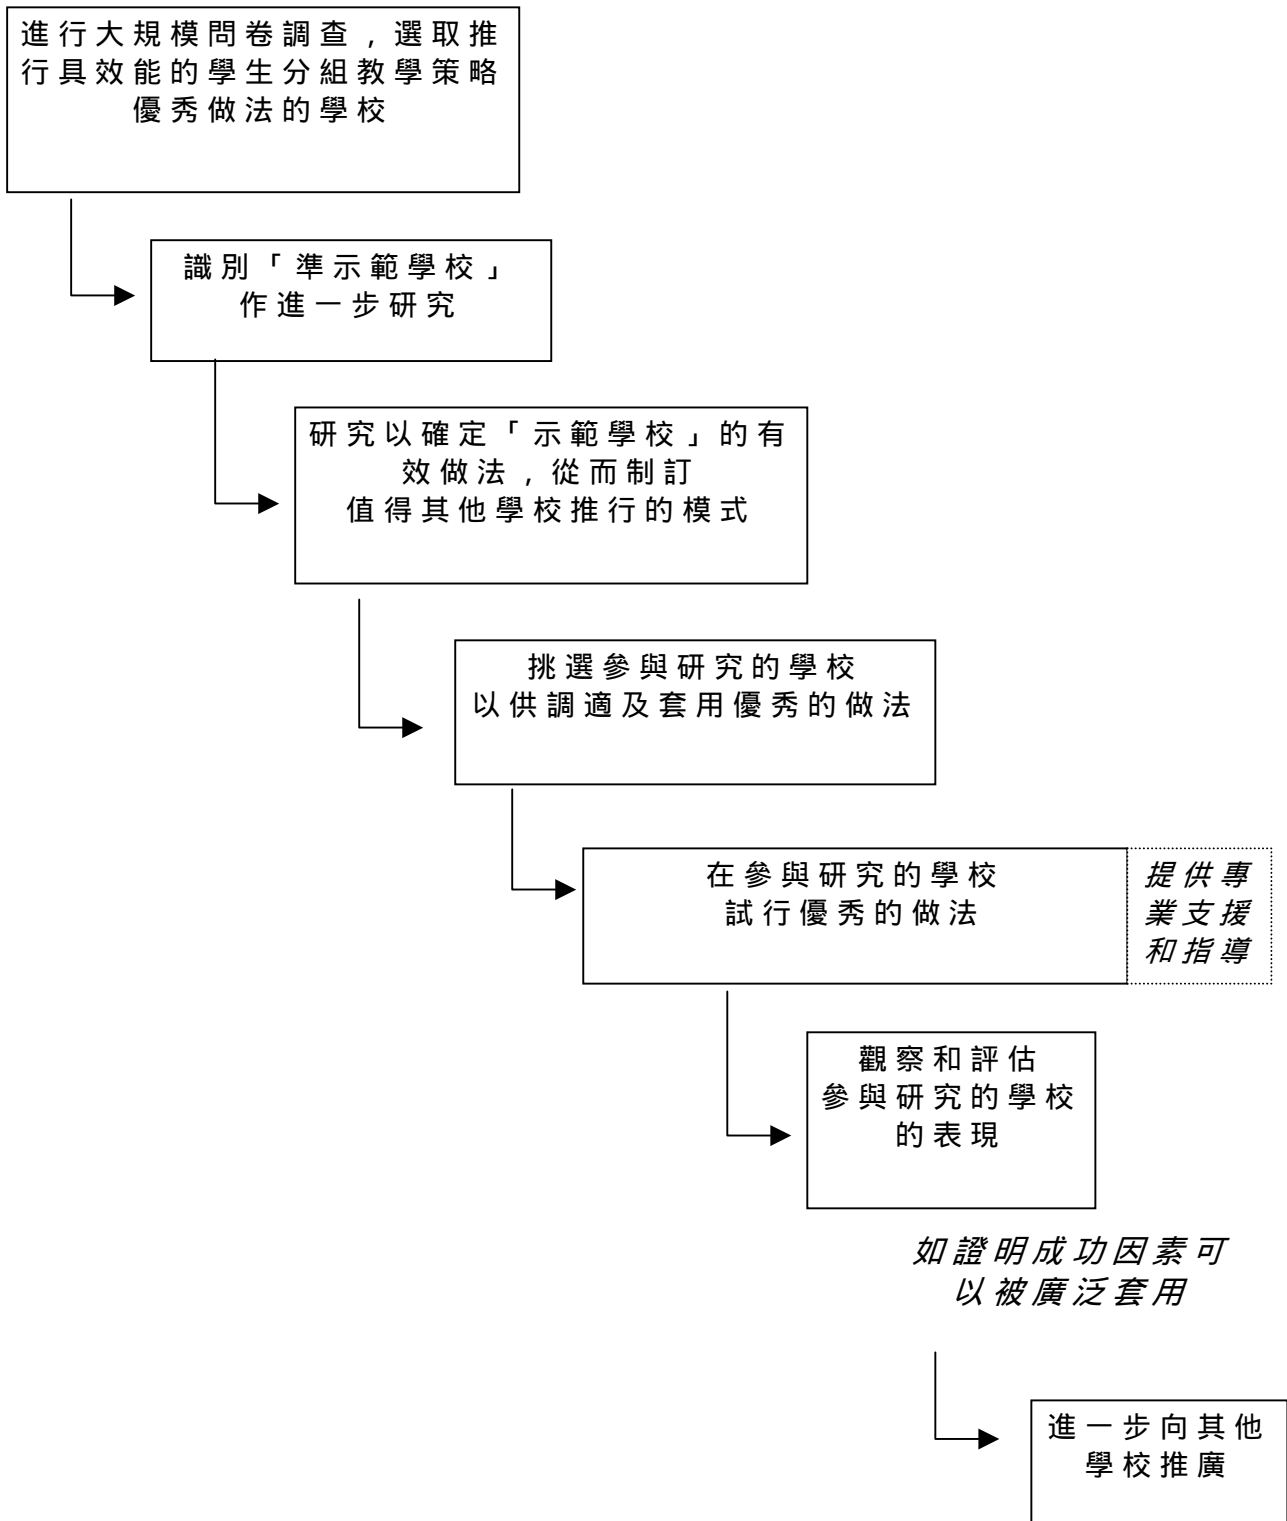 進行大規模問卷調查,選取推
行具效能的學生分組教學策略
優秀做法的學校
識別「準示範學校」
作進一步研究
研究以確定「示範學校」的有
效做法,從而制訂
值得其他學校推行的模式
挑選參與研究的學校
以供調適及套用優秀的做法
在參與研究的學校
試行優秀的做法
提供專
業支援
和指導
觀察和評估
參與研究的學校
的表現
如證明成功因素可
以被廣泛套用
進一步向其他
學校推廣